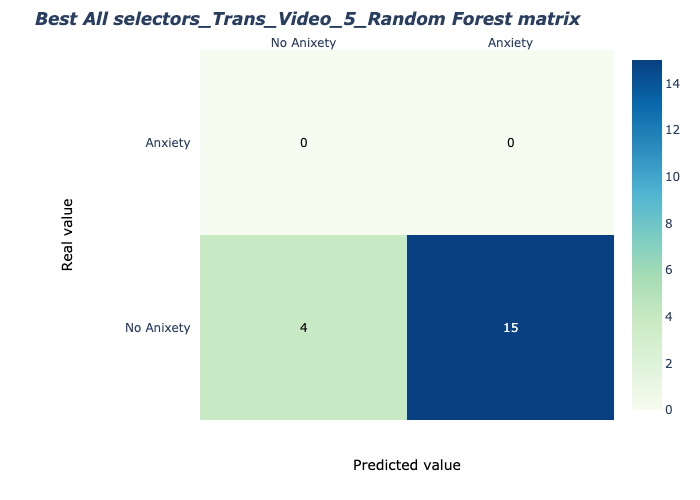 Best All selectors_Trans_Video_5_Random Forest matrix
No Anixety Anxiety
Anxiety 0 0
No Anixety 4 15
Real value
Predicted value
14
12
10
8
6
4
2
0